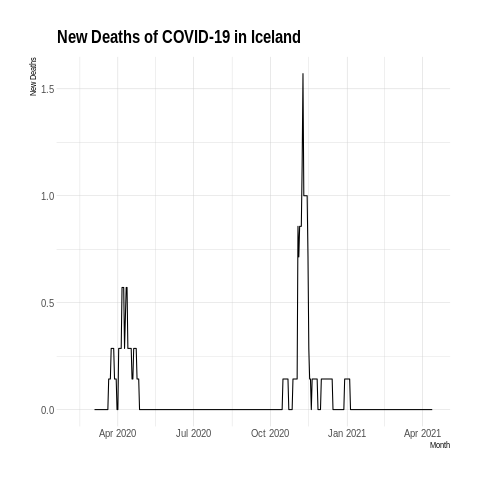 New Deaths of COVID-19 in Iceland
New Deaths
1.5
1.0
0.5
0.0
Apr 2020 Jul 2020 Oct 2020 Jan 2021 Apr 2021
Month